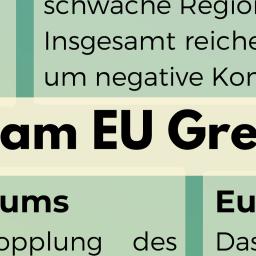 schwache Region
Insgesamt reiche
um negative Kon
am EU Gre
ums
opplung des
Eu
Das